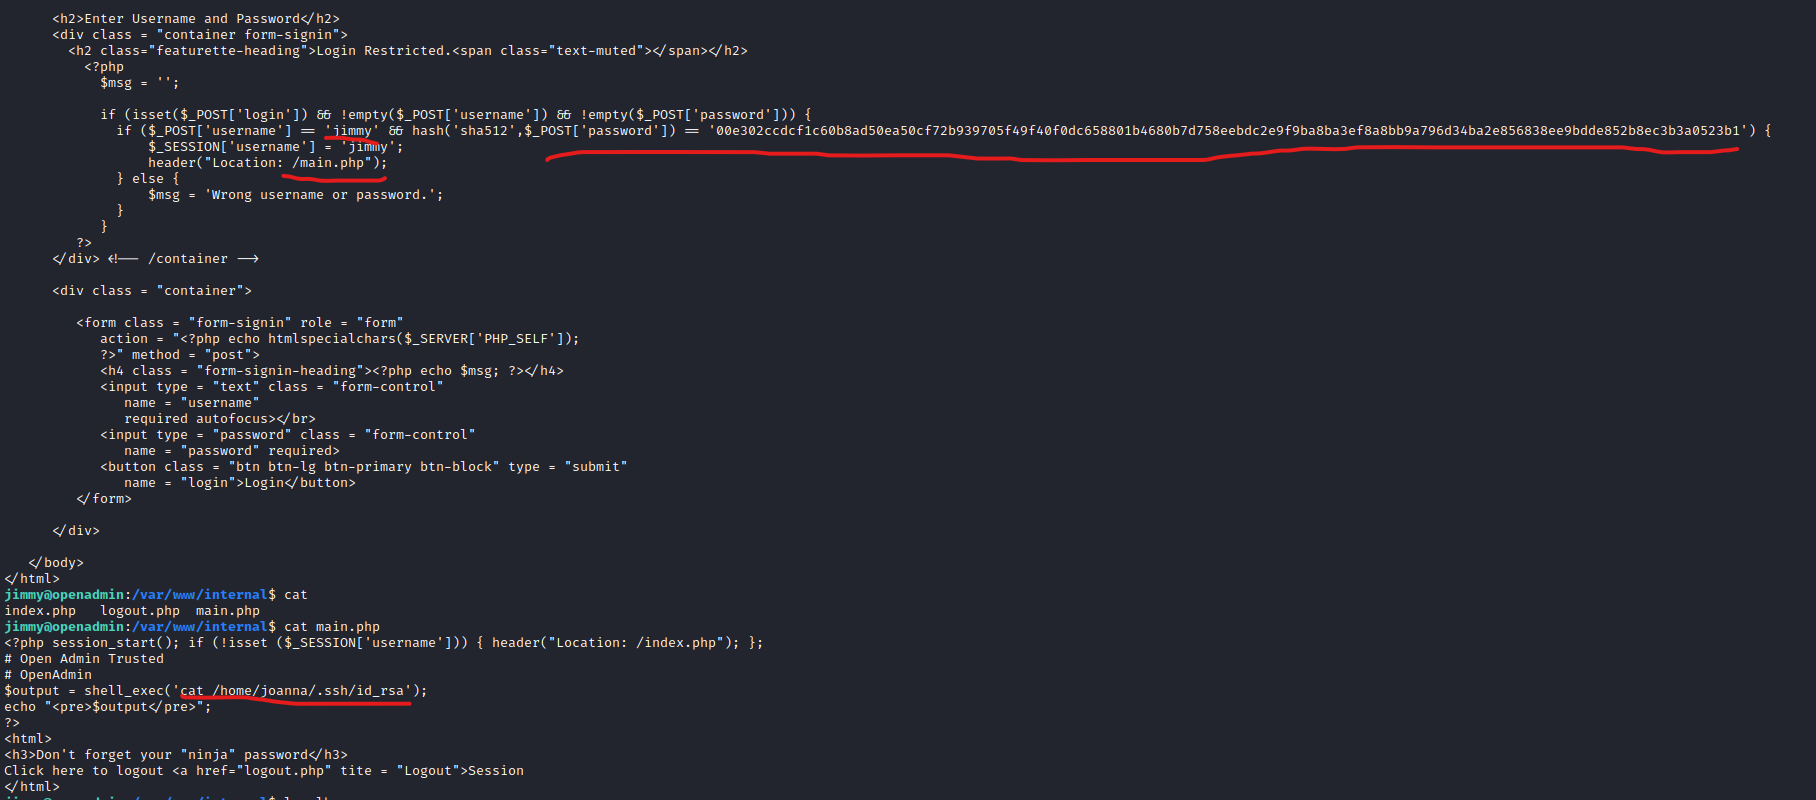 <h2>Enter Username and Password</h2>
<div class = "container form-signin">
<h2 class="featurette-heading">Login Restricted.<span class="text-muted"></span></h2>
<?php
$msg = '';
if (isset($_POST['login']) && !empty($_POST['username']) && !empty($_POST['password'])) {
if ($_POST['username'] == 'jimmy' && hash('sha512',$_POST['password']) == '00e302ccdcf1c60b8ad50ea50cf72b939705f49f40f0dc658801b4680b7d758eebdc2e9f9ba8ba3ef8a8bb9a796d34ba2e856838ee9bdde852b8ec3b3a0523b1') {
$_SESSION['username'] = 'jimmy';
header("Location: /main.php");
} else {
$msg = 'Wrong username or password.';
}
}
?>
</div> <!-- /container -->
<div class = "container">
<form class = "form-signin" role = "form"
action = "<?php echo htmlspecialchars($_SERVER['PHP_SELF']);
?>" method = "post">
<h4 class = "form-signin-heading"><?php echo $msg; ?></h4>
<input type = "text" class = "form-control"
name = "username"
required autofocus></br>
<input type = "password" class = "form-control"
name = "password" required>
<button class = "btn btn-lg btn-primary btn-block" type = "submit"
name = "login">Login</button>
</form>
</div>
</body>
</html>
jimmy@openadmin:/var/www/internal$ cat
index.php logout.php main.php
jimmy@openadmin:/var/www/internal$ cat main.php
<?php session_start(); if (!isset ($_SESSION['username'])) { header("Location: /index.php"); };
# Open Admin Trusted
# OpenAdmin
$output = shell_exec('cat /home/joanna/.ssh/id_rsa');
echo "<pre>$output</pre>";
?>
<html>
<h3>Don't forget your "ninja" password</h3>
Click here to logout <a href="logout.php" tite = "Logout">Session
</html>